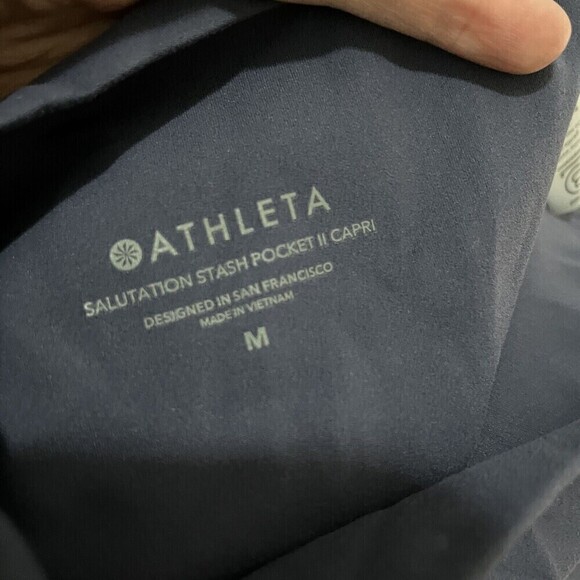 ATHLETA
SALUTATION STASH POCKET II CAPRI
DESIGNED IN SAN FRANCISCO
MADE IN VIETNAM
M